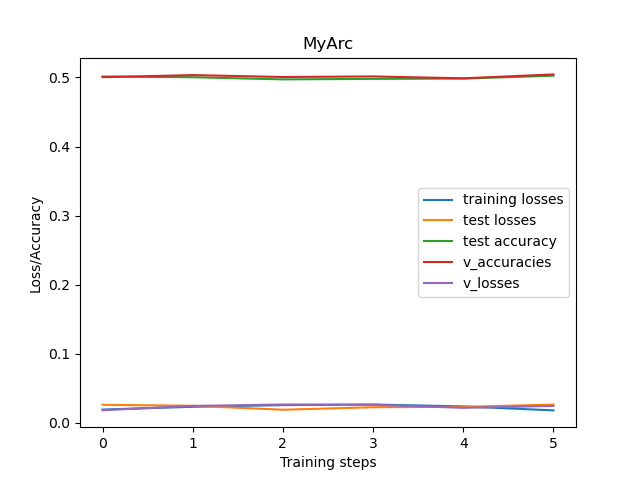 MyArc
Loss/Accuracy
0.5
0.4
0.3
0.2
0.1
0.0
training losses
test losses
test accuracy
v_accuracies
v_losses
0 1 2 3 4 5
Training steps